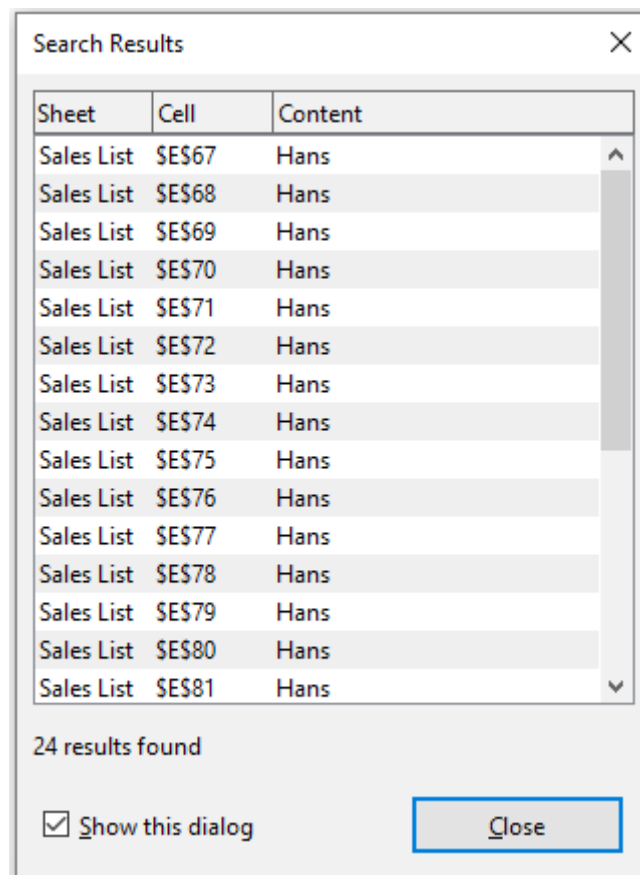 Search Results
Sheet Cell Content
Sales List $E$67 Hans
Sales List $E$68 Hans
Sales List $E$69 Hans
Sales List $E$70 Hans
Sales List $E$71 Hans
Sales List $E$72 Hans
Sales List $E$73 Hans
Sales List $E$74 Hans
Sales List $E$75 Hans
Sales List $E$76 Hans
Sales List $E$77 Hans
Sales List $E$78 Hans
Sales List $E$79 Hans
Sales List $E$80 Hans
Sales List $E$81 Hans
24 results found
Show this dialog Close